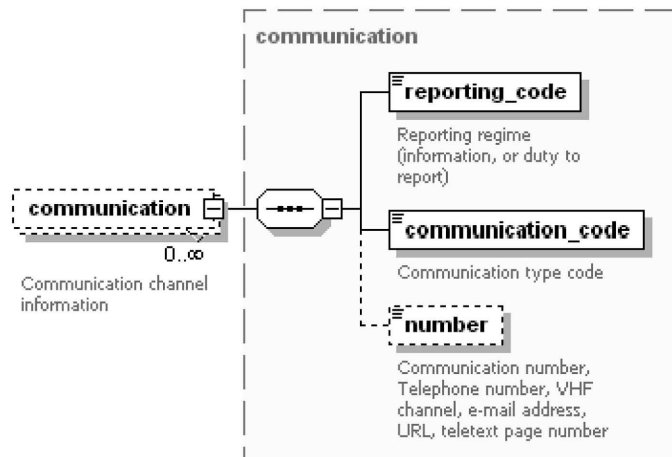 communication
reporting_code
Reporting regime
(information, or duty to
report)
communication
0..∞
Communication channel
information
communication_code
Communication type code
number
Communication number,
Telephone number, VHF
channel, e-mail address,
URL, teletext page number